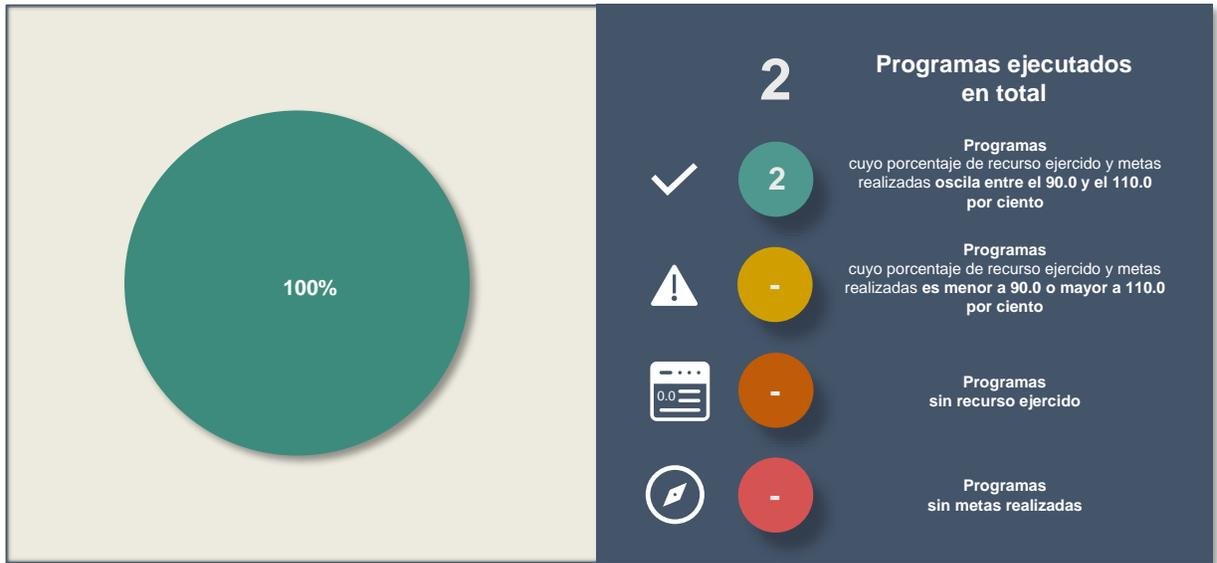 100%
2
Programas ejecutados
en total
2
Programas
cuyo porcentaje de recurso ejercido y metas
realizadas oscila entre el 90.0 y el 110.0
por ciento
-
Programas
cuyo porcentaje de recurso ejercido y metas
realizadas es menor a 90.0 o mayor a 110.0
por ciento
0.0
-
Programas
sin recurso ejercido
-
Programas
sin metas realizadas